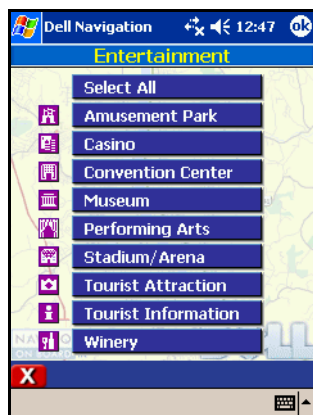 Dell Navigation 12:47 ok
Entertainment
Select All
Amusement Park
Casino
Convention Center
Museum
Performing Arts
Stadium/Arena
Tourist Attraction
Tourist Information
Winery
X